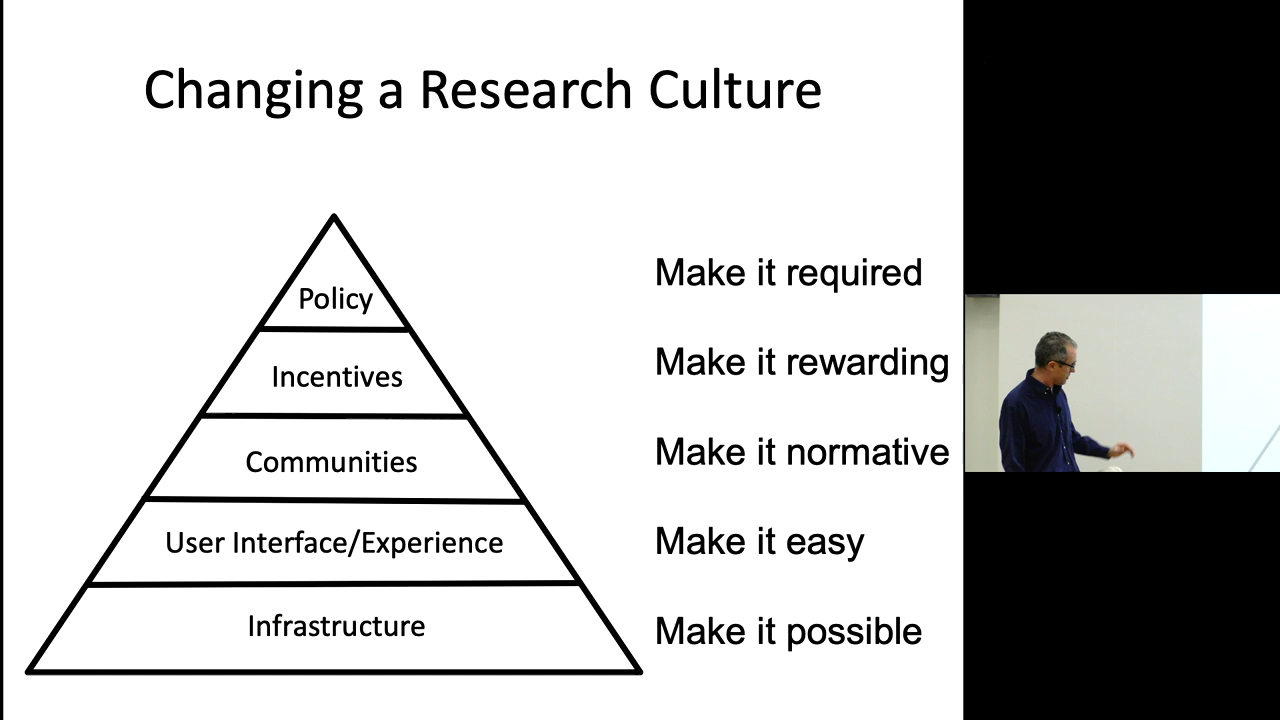 Changing a Research Culture
Policy
Make it required
Incentives
Make it rewarding
Communities
Make it normative
User Interface/Experience
Make it easy
Infrastructure
Make it possible